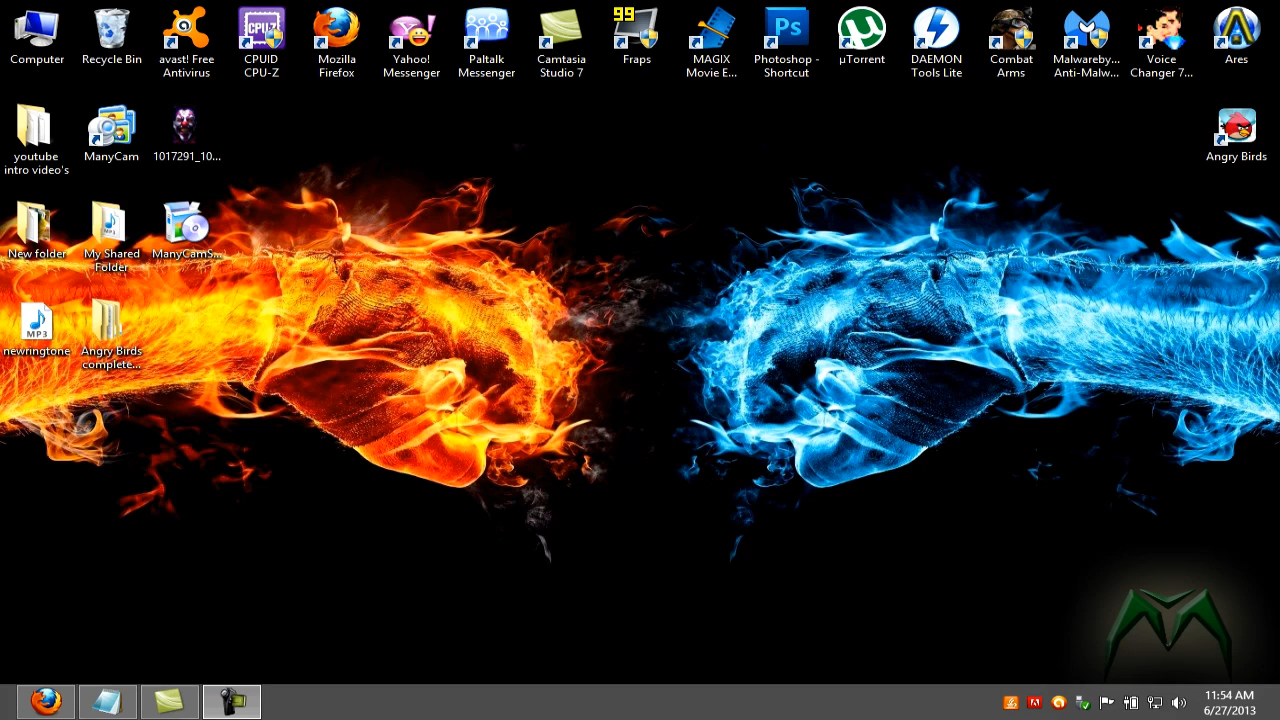 Computer
Recycle Bin
avast! Free
Antivirus
CPUID
CPU-Z
Mozilla
Firefox
Yahoo!
Messenger
Paltalk
Messenger
Camtasia
Studio 7
99
Fraps
MAGIX
Movie E...
Ps
Photoshop -
Shortcut
µTorrent
DAEMON
Tools Lite
Combat
Arms
Malwareby...
Anti-Malw...
Voice
Changer 7...
Ares
youtube
intro video's
ManyCam
1017291_10...
Angry Birds
New folder
MP3
My Shared
Folder
ManyCamS...
MP3
newringtone
Angry Birds
complete...
11:54 AM
6/27/2013